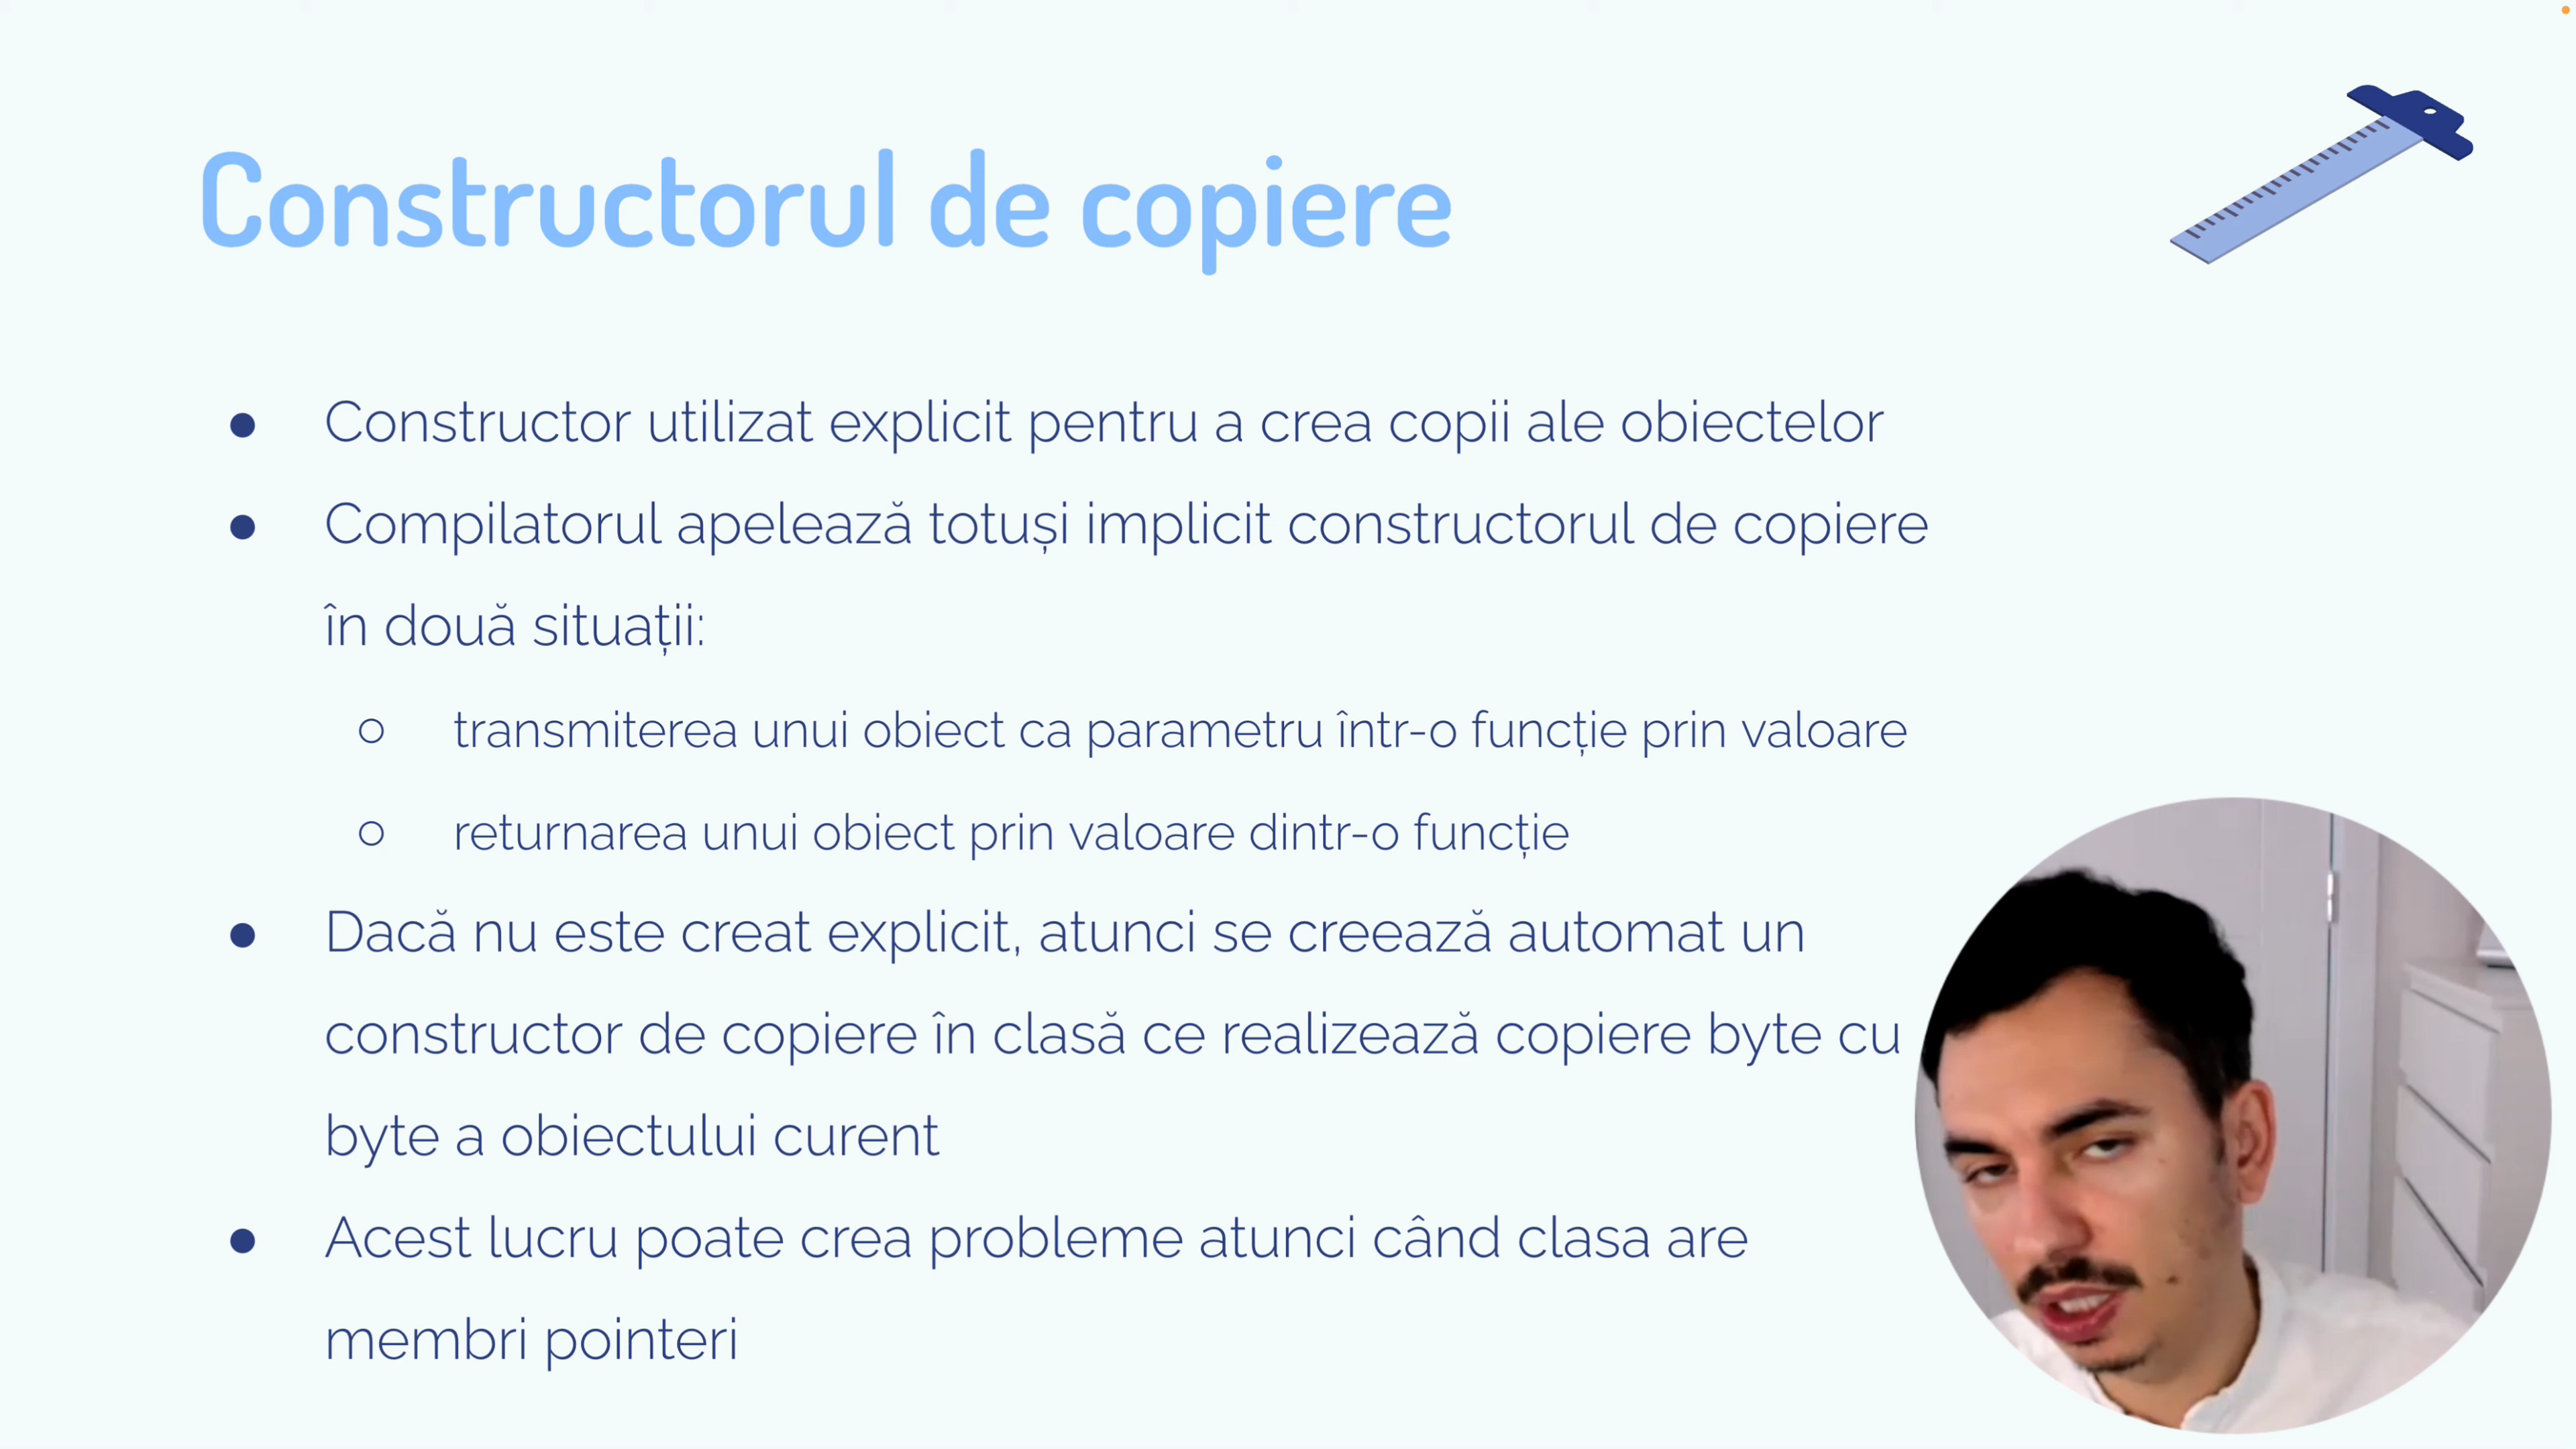 Constructorul de copiere
Constructor utilizat explicit pentru a crea copii ale obiectelor
Compilatorul apelează totuși implicit constructorul de copiere
în două situații:
transmiterea unui obiect ca parametru într-o funcție prin valoare
returnarea unui obiect prin valoare dintr-o funcție
Dacă nu este creat explicit, atunci se creează automat un
constructor de copiere în clasă ce realizează copiere byte cu
byte a obiectului curent
Acest lucru poate crea probleme atunci când clasa are
membri pointeri